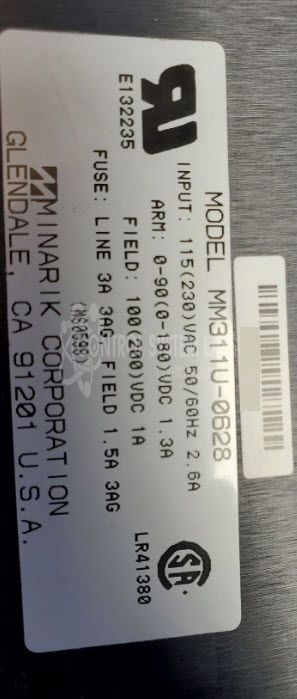 MODEL MM311U-0628
INPUT: 115(230)VAC 50/60Hz 2.6A
ARM: 0-90(0-180)VDC 1.3A
FIELD: 100(200)VDC 1A
FUSE: LINE 3A 3AG FIELD 1.5A 3AG
(MS0598)
E132235
LR41380
MINARIK CORPORATION
GLENDALE, CA 91201 U.S.A.